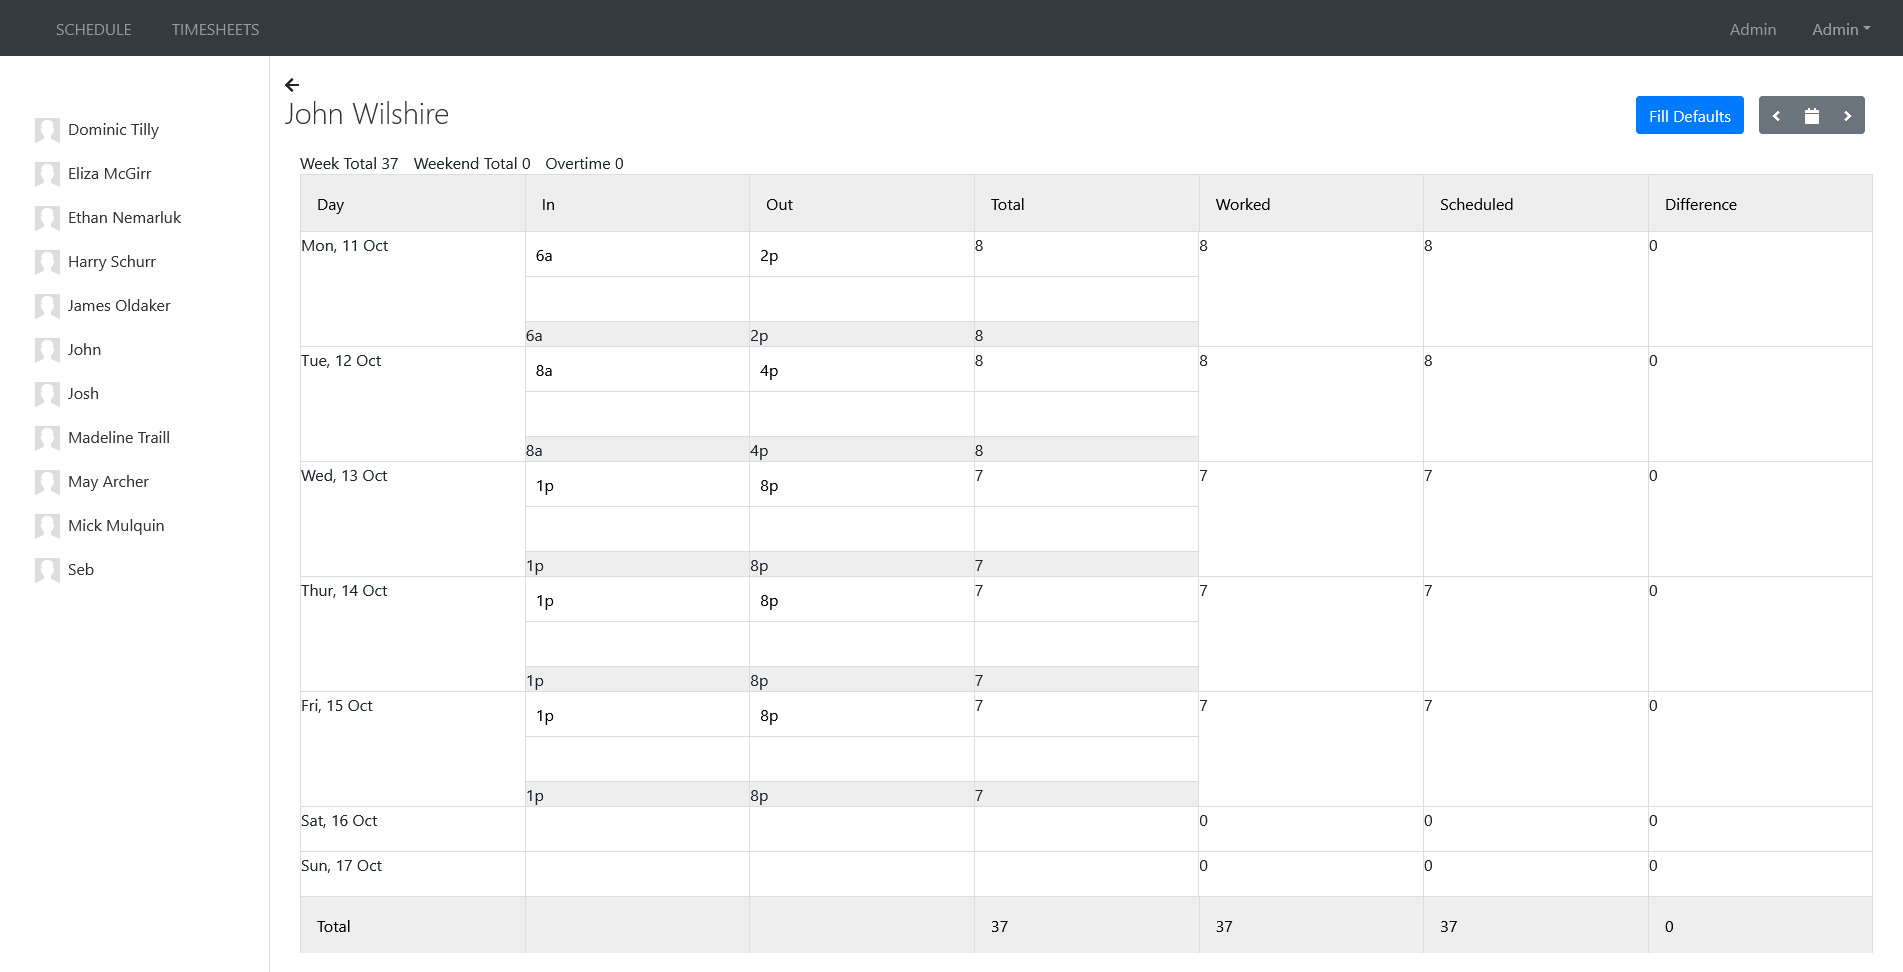 SCHEDULE TIMESHEETS Admin Admin
John Wilshire
Fill Defaults
Dominic Tilly
Eliza McGirr
Ethan Nemarluk
Harry Schurr
James Oldaker
John
Josh
Madeline Traill
May Archer
Mick Mulquin
Seb
Week Total 37 Weekend Total 0 Overtime 0
Day In Out Total Worked Scheduled Difference
Mon, 11 Oct 6a 2p 8 8 8 0
6a 2p 8
Tue, 12 Oct 8a 4p 8 8 8 0
8a 4p 8
Wed, 13 Oct 1p 8p 7 7 7 0
1p 8p 7
Thur, 14 Oct 1p 8p 7 7 7 0
1p 8p 7
Fri, 15 Oct 1p 8p 7 7 7 0
1p 8p 7
Sat, 16 Oct 0 0 0
Sun, 17 Oct 0 0 0
Total 37 37 37 0